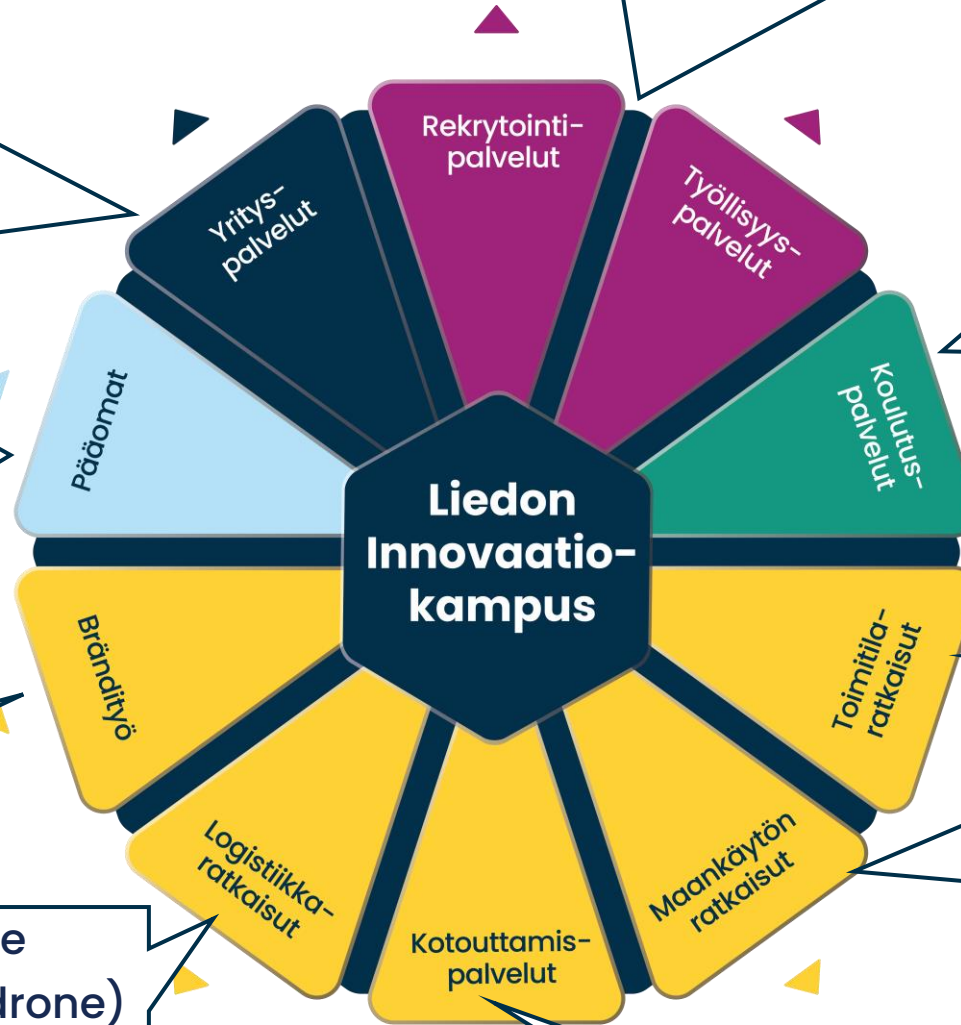 Rekrytointi-
palvelut
Työllisyys-
palvelut
Koulutus-
palvelut
Toimitila-
ratkaisut
Maankäytön
ratkaisut
Kotouttamis-
palvelut
Logistiikka-
ratkaisut
Brändityö
Pääomat
Yritys-
palvelut
Liedon
Innovaatio-
kampus
drone)